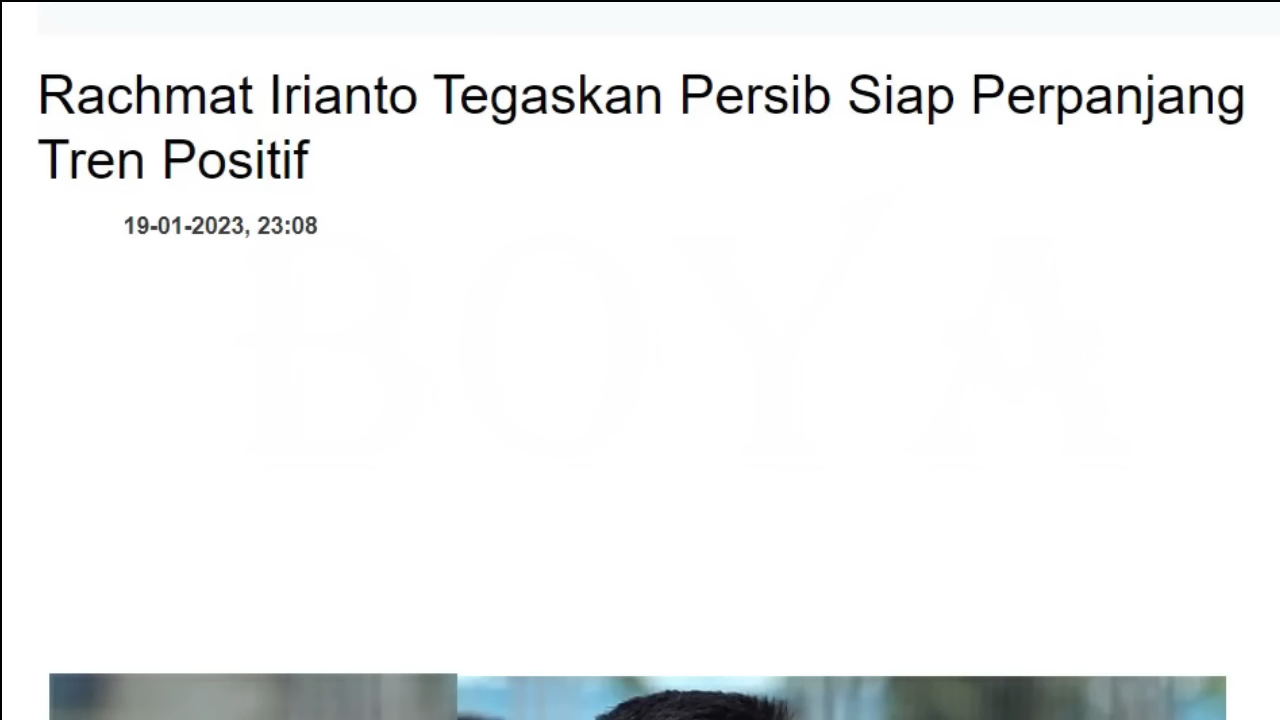 Rachmat Irianto Tegaskan Persib Siap Perpanjang
Tren Positif
19-01-2023, 23:08
BOYA